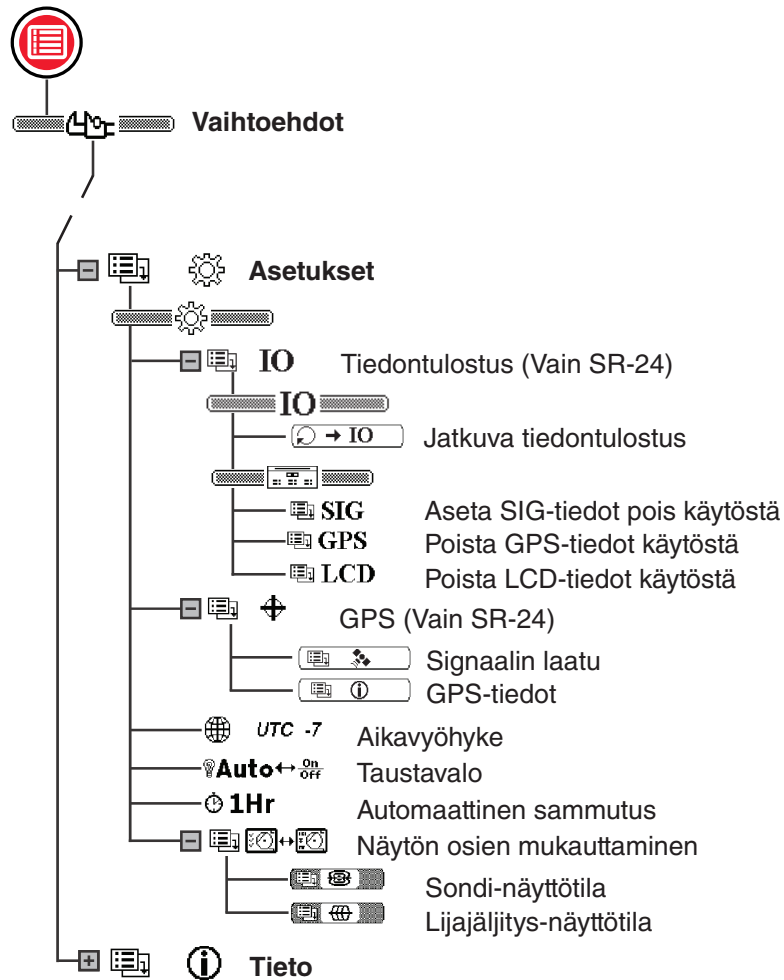 Vaihtoehdot
Asetukset
IO Tiedontulostus (Vain SR-24)
IO
IO Jatkuva tiedontulostus
SIG Aseta SIG-tiedot pois käytöstä
GPS Poista GPS-tiedot käytöstä
LCD Poista LCD-tiedot käytöstä
GPS (Vain SR-24)
Signaalin laatu
GPS-tiedot
UTC -7 Aikavyöhyke
Auto On Off Taustavalo
1Hr Automaattinen sammutus
Näytön osien mukauttaminen
Sondi-näyttötila
Lijajäljitys-näyttötila
Tieto